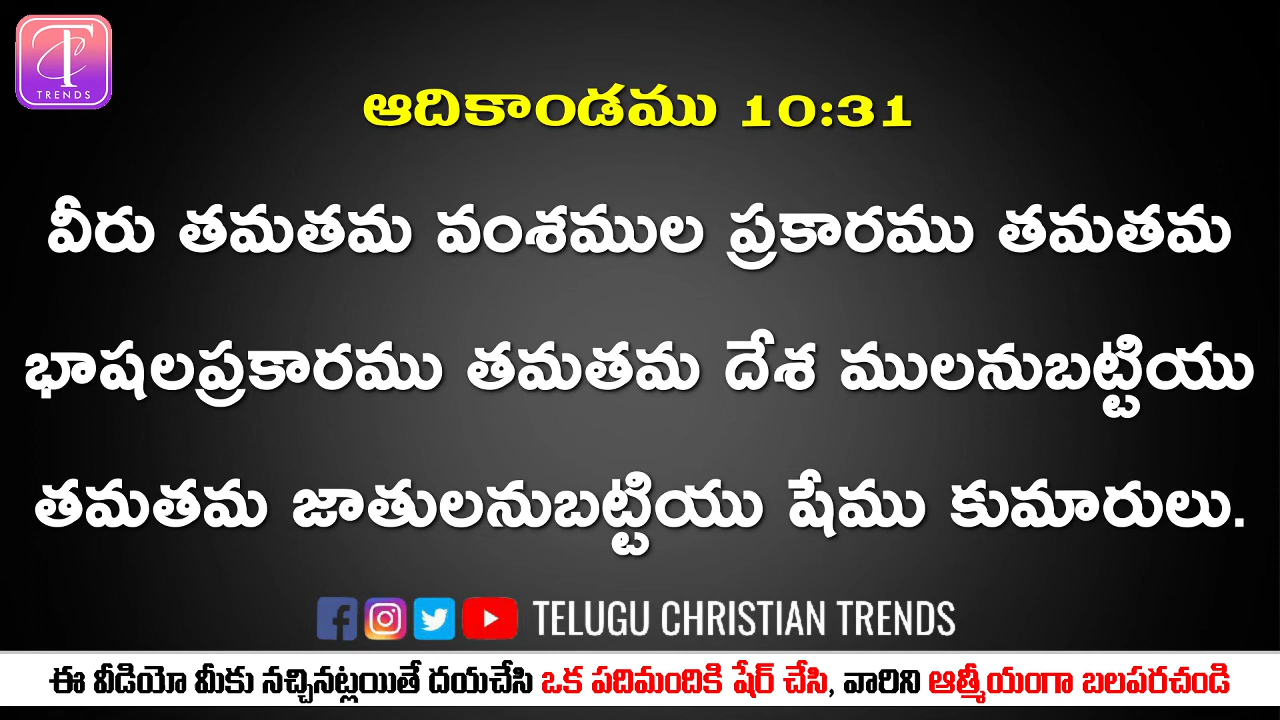 TC
TRENDS
ఆదికాండము 10:31
వీరు తమతమ వంశముల ప్రకారము తమతమ
భాషలప్రకారము తమతమ దేశ ములనుబట్టియు
తమతమ జాతులనుబట్టియు షేము కుమారులు.
TELUGU CHRISTIAN TRENDS
ఈ వీడియో మీకు నచ్చినట్లయితే దయచేసి ఒక పదిమందికి షేర్ చేసి, వారిని ఆత్మీయంగా బలపరచండి